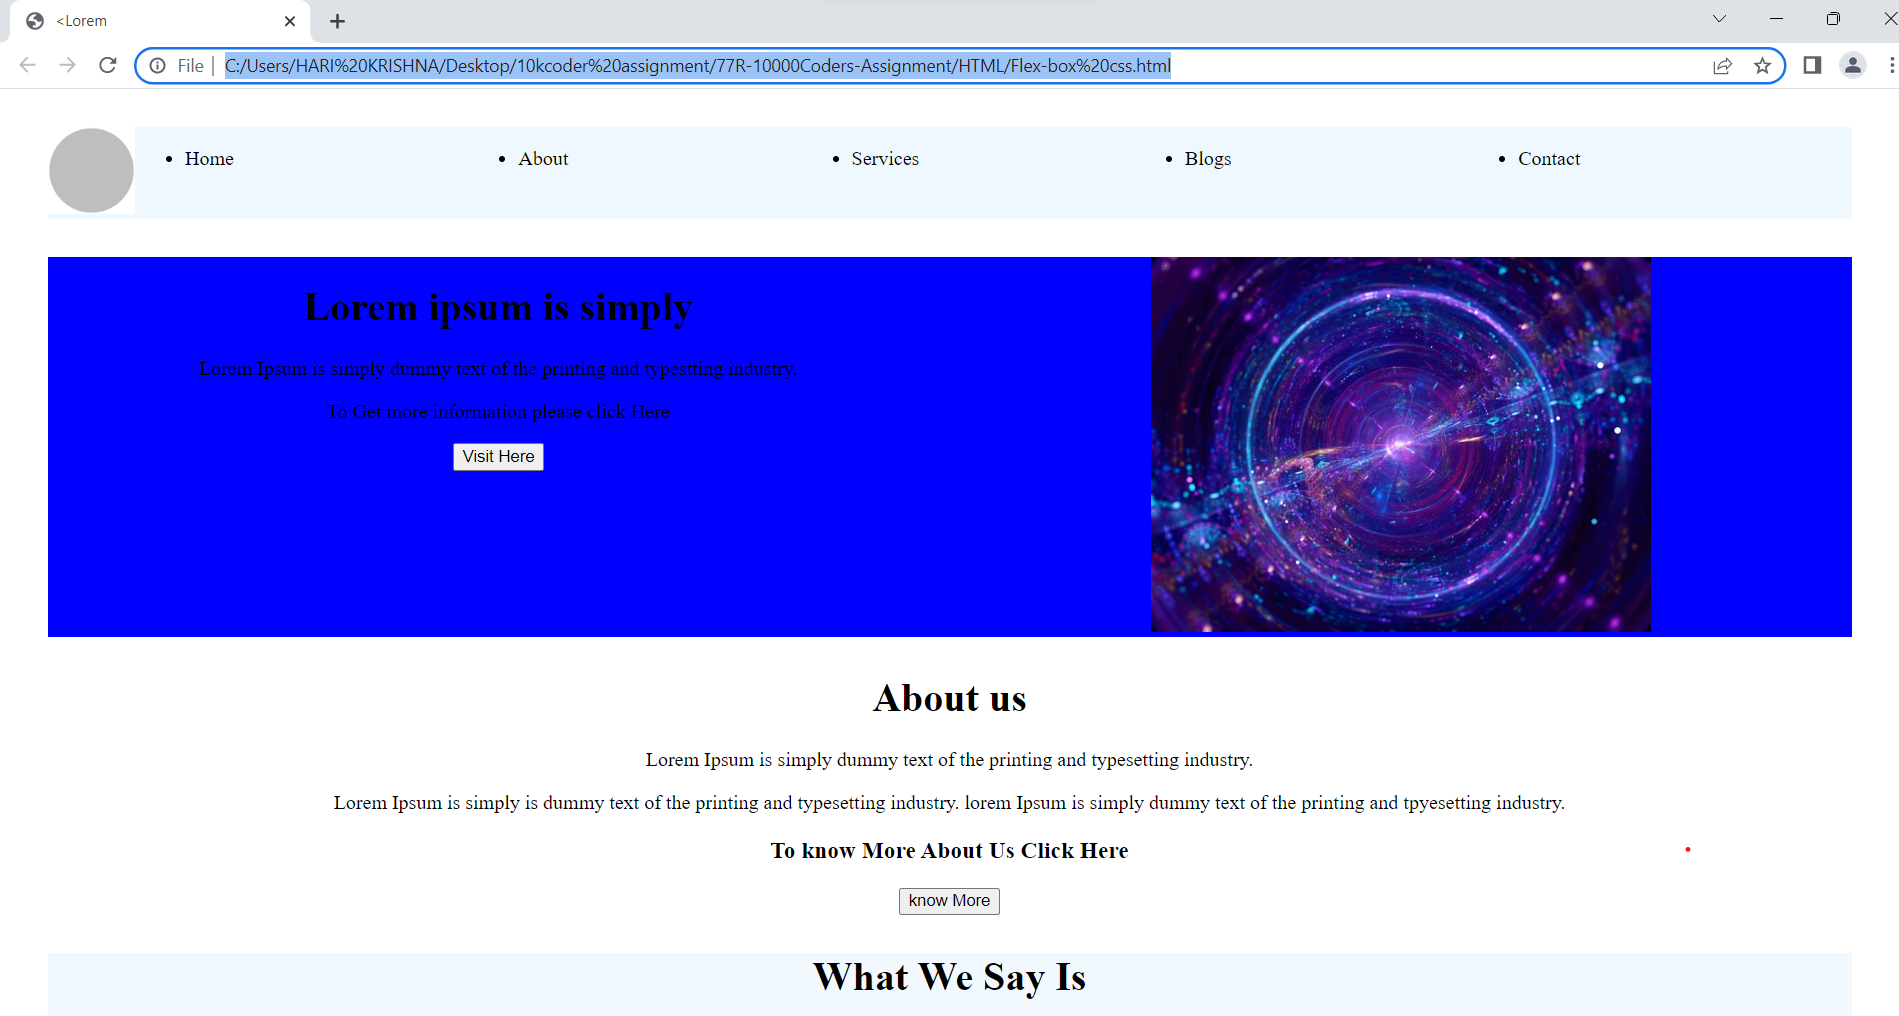 <Lorem
File | C:/Users/HARI%20KRISHNA/Desktop/10kcoder%20assignment/77R-10000Coders-Assignment/HTML/Flex-box%20css.html
• Home • About • Services • Blogs • Contact
Lorem ipsum is simply
Lorem Ipsum is simply dummy text of the printing and typestting industry.
To Get more information please click Here
Visit Here
About us
Lorem Ipsum is simply dummy text of the printing and typesetting industry.
Lorem Ipsum is simply is dummy text of the printing and typesetting industry. lorem Ipsum is simply dummy text of the printing and tpyesetting industry.
To know More About Us Click Here
know More
What We Say Is